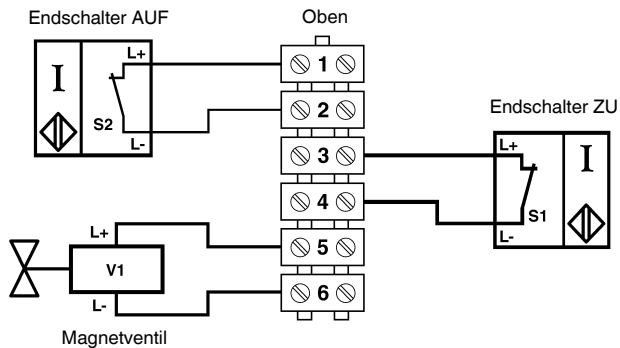 Endschalter AUF
Oben
L+
I
S2
L-
1
2
3
4
5
6
Endschalter ZU
L+
I
S1
L-
L+
V1
L-
Magnetventil